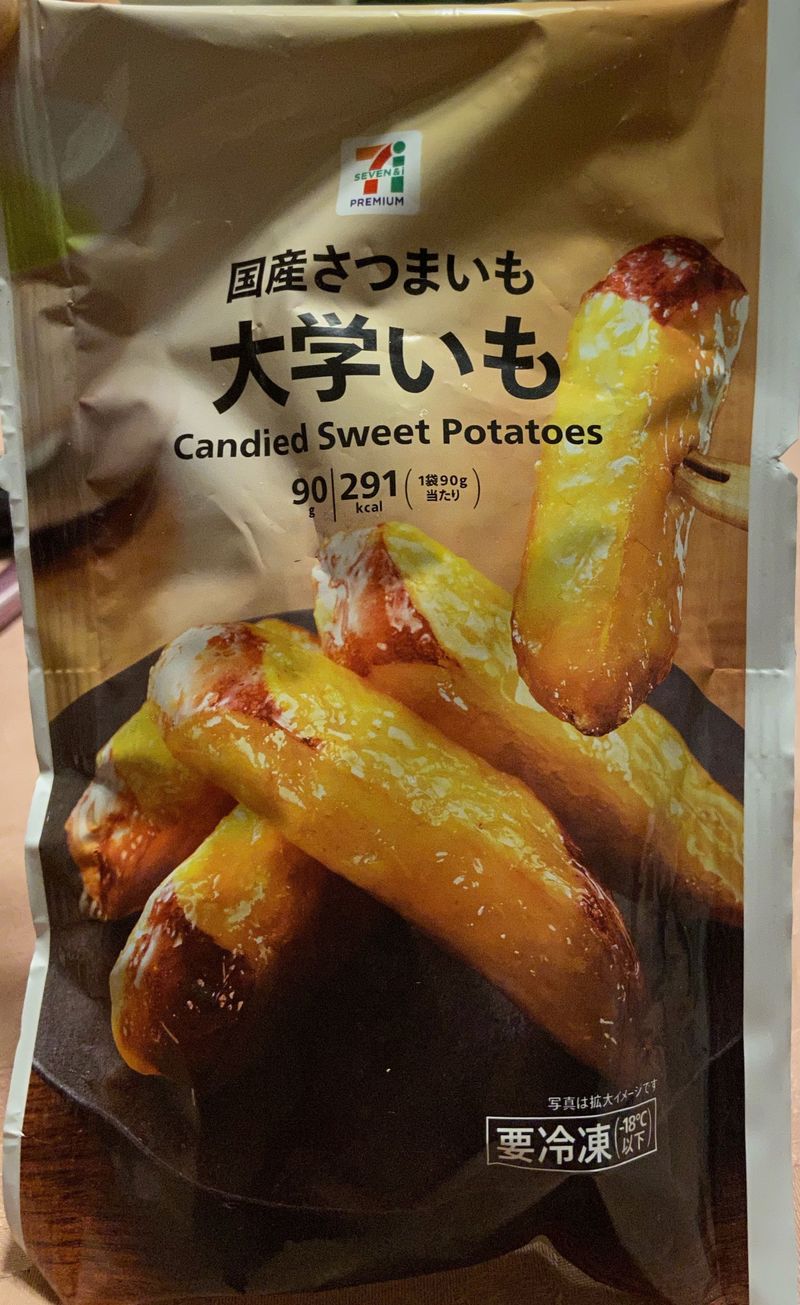 SEVEN&i
PREMIUM
国産さつまいも
大学いも
Candied Sweet Potatoes
90g 291kcal (1袋90g当たり)
写真は拡大イメージです
要冷凍 (-18℃以下)